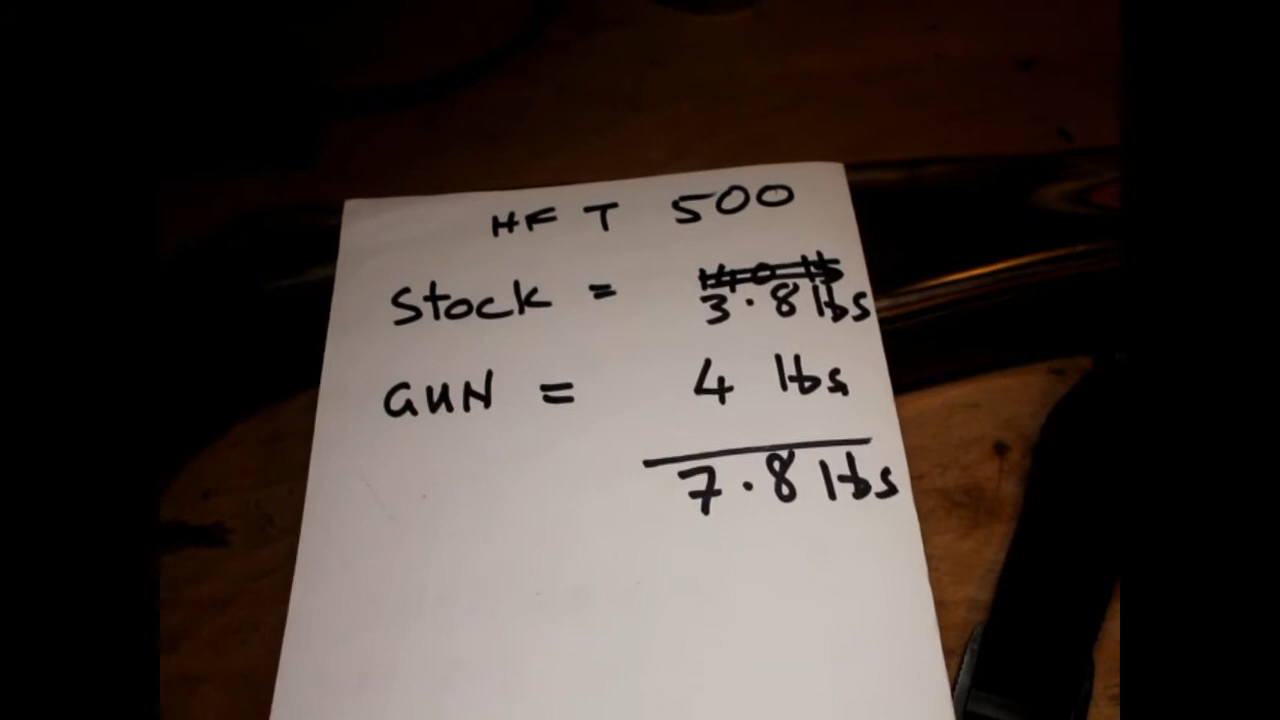 HFT 500
Stock = 3.8 lbs
GUN = 4 lbs
7.8 lbs